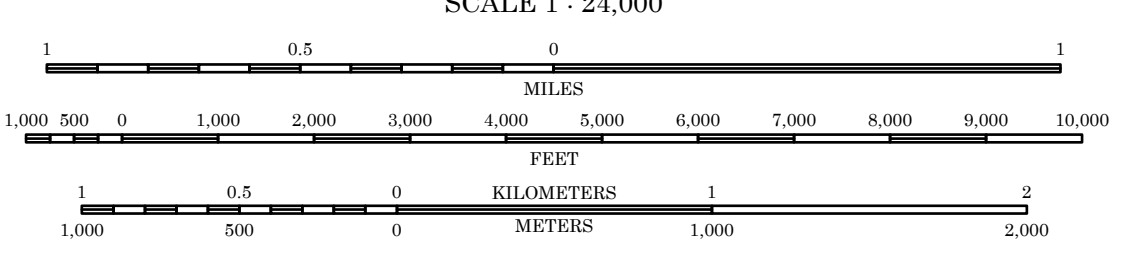 SCALE 1 : 24,000
1 0.5 0 1
MILES
1,000 500 0 1,000 2,000 3,000 4,000 5,000 6,000 7,000 8,000 9,000 10,000
FEET
1 0.5 0 KILOMETERS 1 2
1,000 500 0 METERS 1,000 2,000